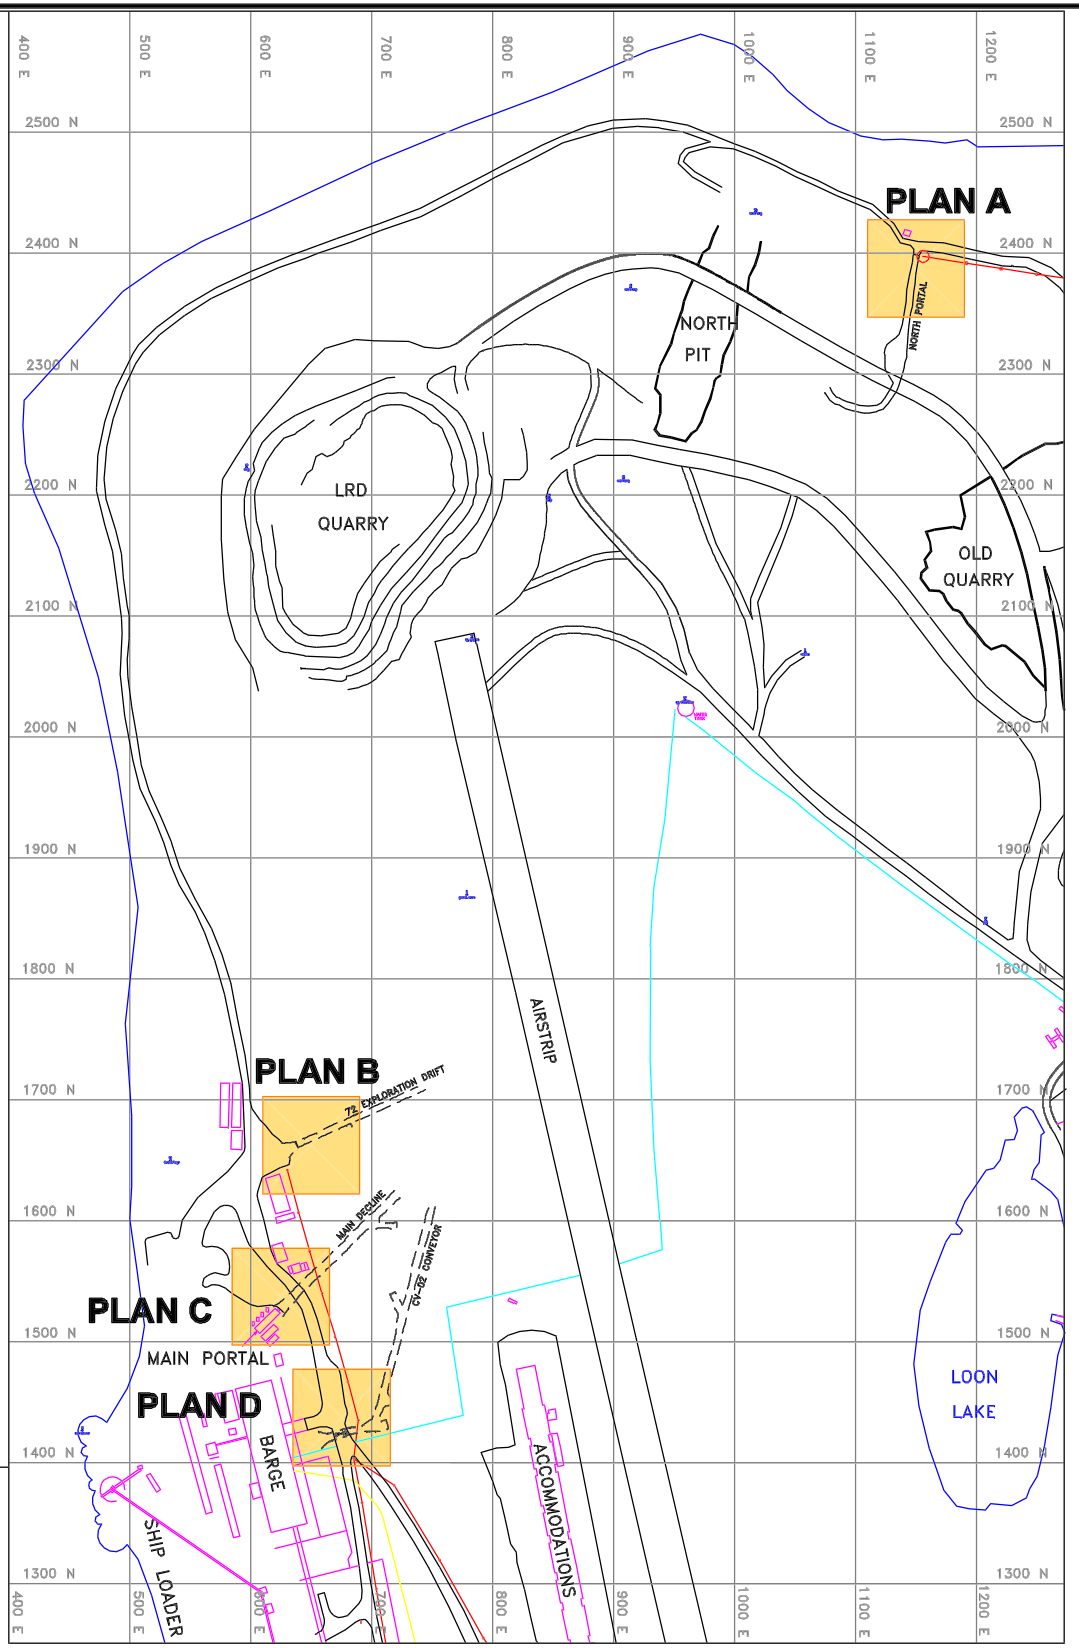 400 E
500 E
600 E
700 E
800 E
900 E
1000 E
1100 E
1200 E
2500 N
2500 N
PLAN A
2400 N
2400 N
NORTH PORTAL
NORTH
PIT
2300 N
2300 N
LRD
QUARRY
2200 N
2200 N
OLD
QUARRY
2100 N
2100 N
2000 N
2000 N
1900 N
1900 N
1800 N
1800 N
AIRSTRIP
PLAN B
72 EXPLORATION DRIFT
1700 N
1700 N
MAIN DECLINE
1600 N
1600 N
CV-02 CONVEYOR
PLAN C
1500 N
1500 N
MAIN PORTAL
LOON
LAKE
PLAN D
BARGE
1400 N
1400 N
ACCOMMODATIONS
SHIP LOADER
1300 N
1300 N
400 E
500 E
600 E
700 E
800 E
900 E
1000 E
1100 E
1200 E